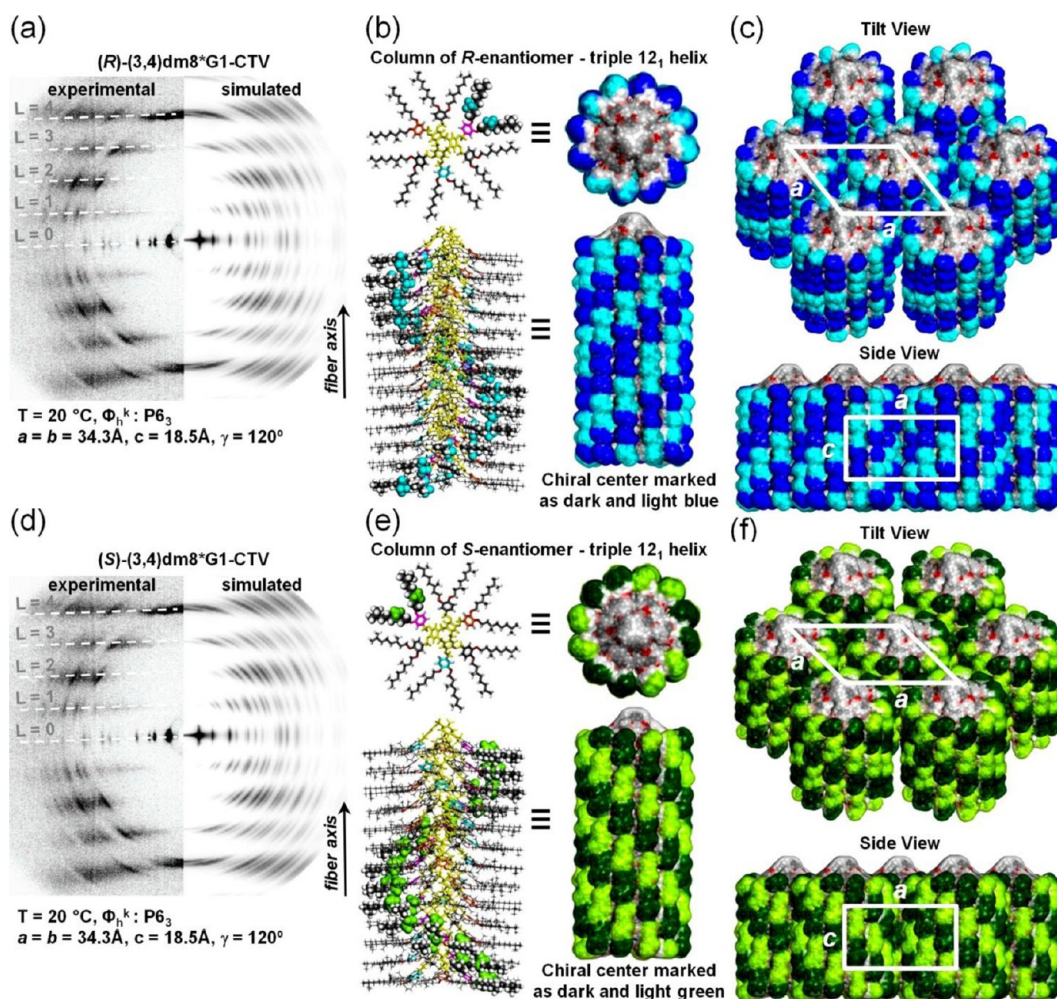 (a)
(R)-(3,4)dm8*G1-CTV
experimental simulated
L = 4
L = 3
L = 2
L = 1
L = 0
fiber axis
T = 20 °C, Φh^k : P6₃
a = b = 34.3Å, c = 18.5Å, γ = 120°
(b)
Column of R-enantiomer - triple 12₁ helix
Chiral center marked
as dark and light blue
(c)
Tilt View
a
a
Side View
a
c
(d)
(S)-(3,4)dm8*G1-CTV
experimental simulated
L = 4
L = 3
L = 2
L = 1
L = 0
fiber axis
T = 20 °C, Φh^k : P6₃
a = b = 34.3Å, c = 18.5Å, γ = 120°
(e)
Column of S-enantiomer - triple 12₁ helix
Chiral center marked
as dark and light green
(f)
Tilt View
a
a
Side View
a
c